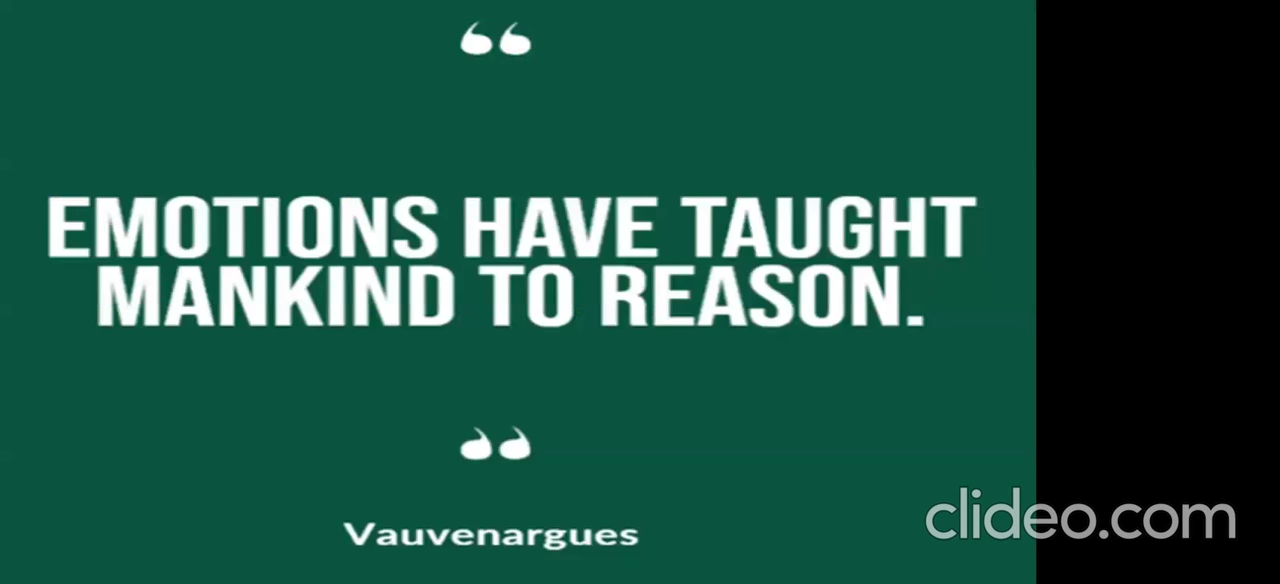 “
EMOTIONS HAVE TAUGHT
MANKIND TO REASON.
“
Vauvenargues
clideo.com